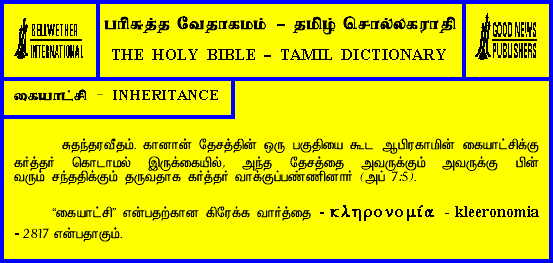 BELLWETHER
INTERNATIONAL
பரிசுத்த வேதாகமம் - தமிழ் சொல்லகராதி
THE HOLY BIBLE - TAMIL DICTIONARY
GOOD NEWS
PUBLISHERS
கையாட்சி - INHERITANCE
சுதந்தரவீதம். கானான் தேசத்தின் ஒரு பகுதியை கூட ஆபிரகாமின் கையாட்சிக்கு
கர்த்தர் கொடாமல் இருக்கையில், அந்த தேசத்தை அவருக்கும் அவருக்கு பின்
வரும் சந்ததிக்கும் தருவதாக கர்த்தர் வாக்குப்பண்ணினார் (அப் 7:5).
"கையாட்சி" என்பதற்கான கிரேக்க வார்த்தை - κληρονομία - kleeronomia
- 2817 என்பதாகும்.